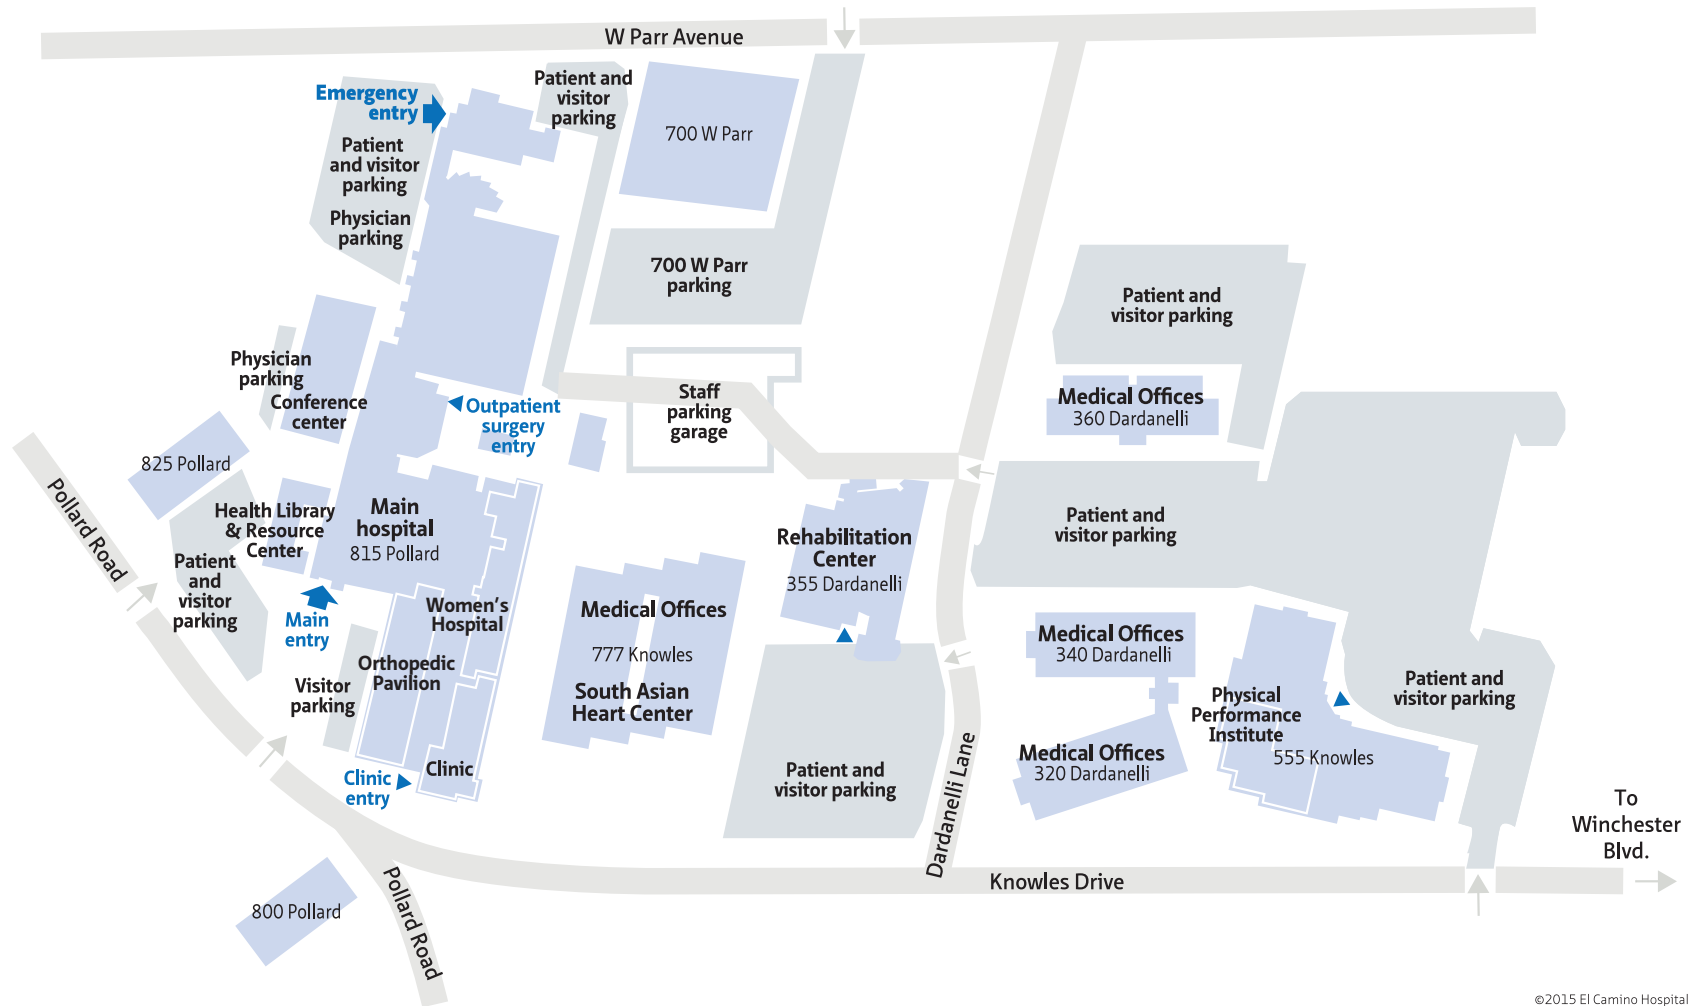 W Parr Avenue
Emergency
entry
Patient and
visitor
parking
700 W Parr
Patient
and visitor
parking
Physician
parking
700 W Parr
parking
Patient and
visitor parking
Physician
parking
Conference
center
Outpatient
surgery
entry
Staff
parking
garage
Medical Offices
360 Dardanelli
825 Pollard
Pollard Road
Health Library
& Resource
Center
Main
hospital
815 Pollard
Patient
and
visitor
parking
Main
entry
Women's
Hospital
Orthopedic
Pavilion
Visitor
parking
Clinic
entry
Clinic
Medical Offices
777 Knowles
South Asian
Heart Center
Rehabilitation
Center
355 Dardanelli
Patient and
visitor parking
Patient and
visitor parking
Dardanelli Lane
Medical Offices
340 Dardanelli
Medical Offices
320 Dardanelli
Physical
Performance
Institute
555 Knowles
Patient and
visitor parking
To
Winchester
Blvd.
Knowles Drive
800 Pollard
Pollard Road
©2015 El Camino Hospital